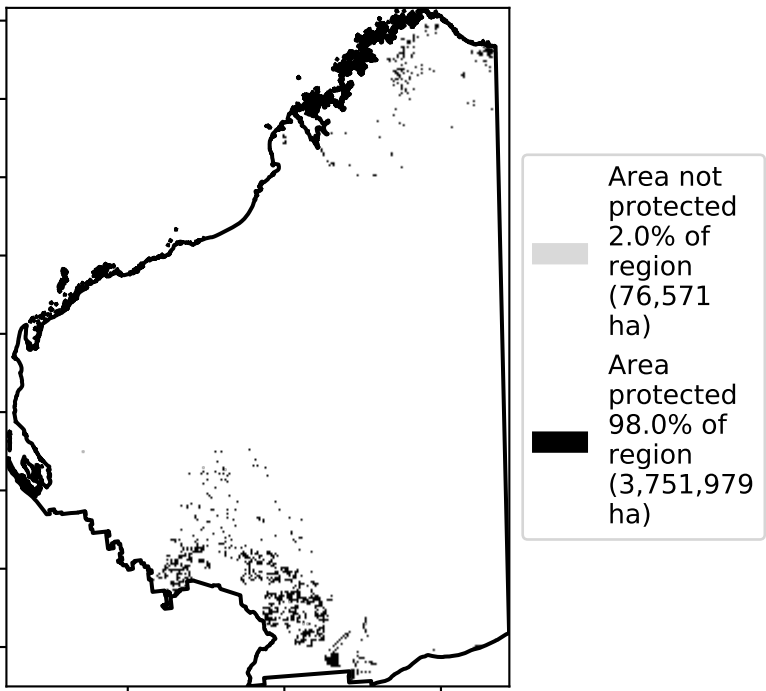 Area not
protected
2.0% of
region
(76,571
ha)
Area
protected
98.0% of
region
(3,751,979
ha)